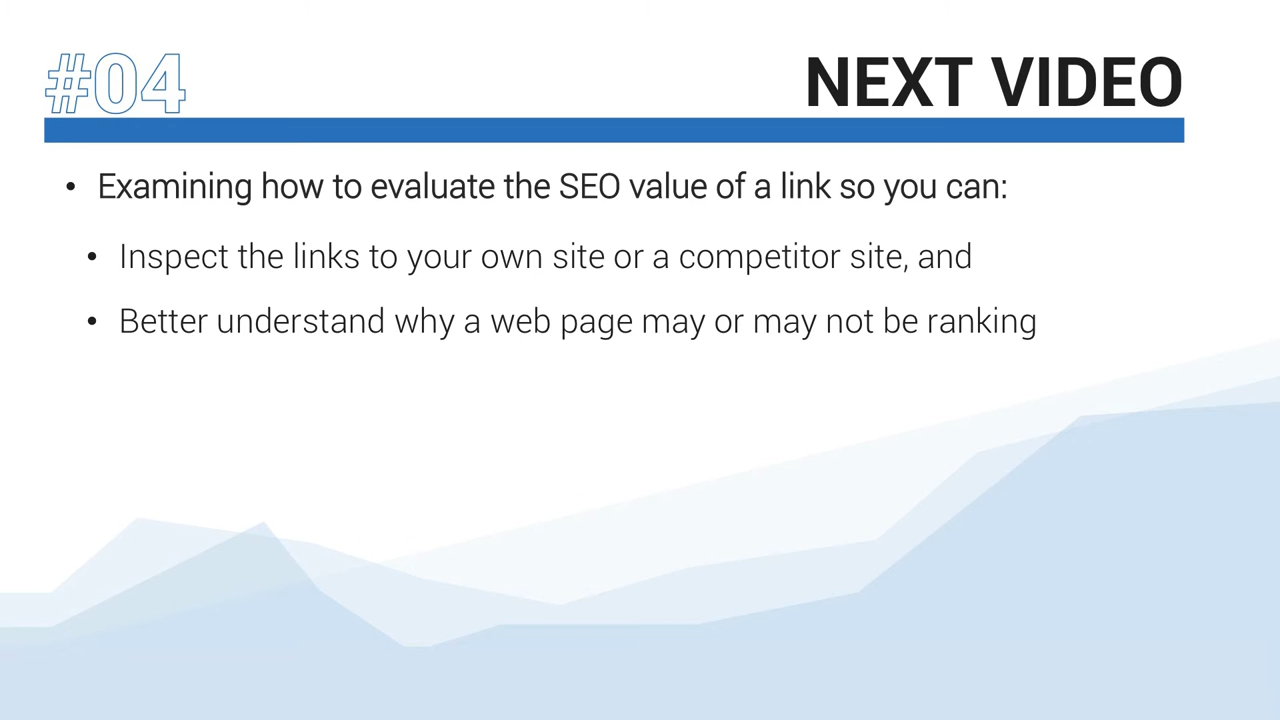 #04
NEXT VIDEO
• Examining how to evaluate the SEO value of a link so you can:
• Inspect the links to your own site or a competitor site, and
• Better understand why a web page may or may not be ranking